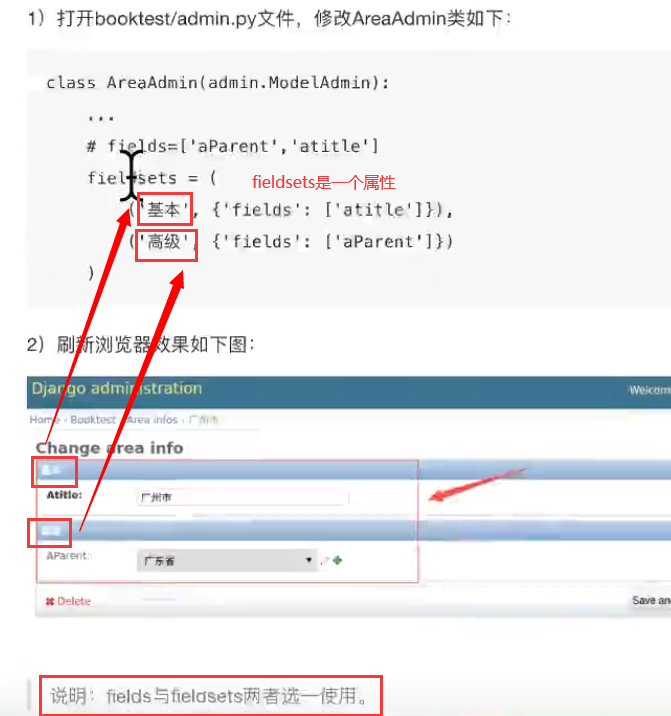 1）打开booktest/admin.py文件，修改AreaAdmin类如下：
class AreaAdmin(admin.ModelAdmin):
...
# fields=['aParent','atitle']
fieldsets = (
fieldsets是一个属性
('基本', {'fields': ['atitle']}),
('高级', {'fields': ['aParent']})
)
2）刷新浏览器效果如下图：
Django administration
Welcom
Home › Booktest › Area infos › 广州市
Change area info
基本
Atitle:
广州市
AParent:
广东省
Delete
Save an
说明：fields与fieldsets两者选一使用。